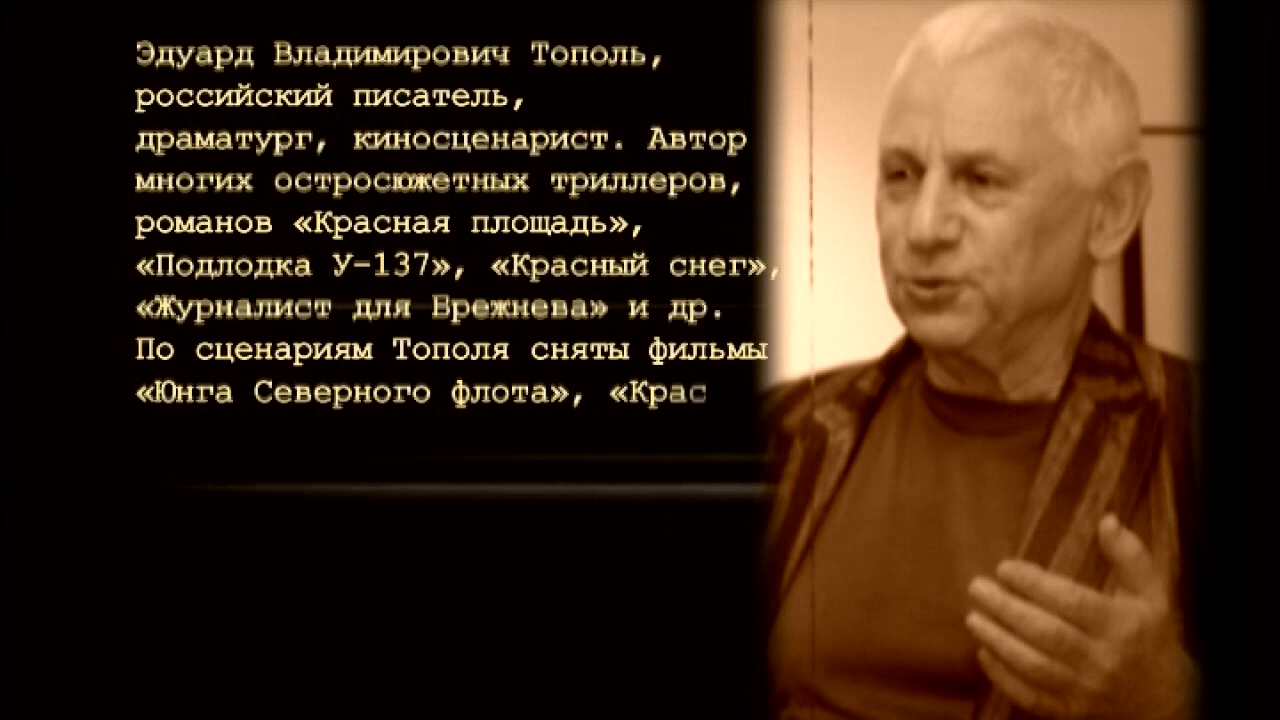 Эдуард Владимирович Тополь,
российский писатель,
драматург, киносценарист. Автор
многих остросюжетных триллеров,
романов «Красная площадь»,
«Подлодка У-137», «Красный снег»,
«Журналист для Брежнева» и др.
По сценариям Тополя сняты фильмы
«Юнга Северного флота», «Крас